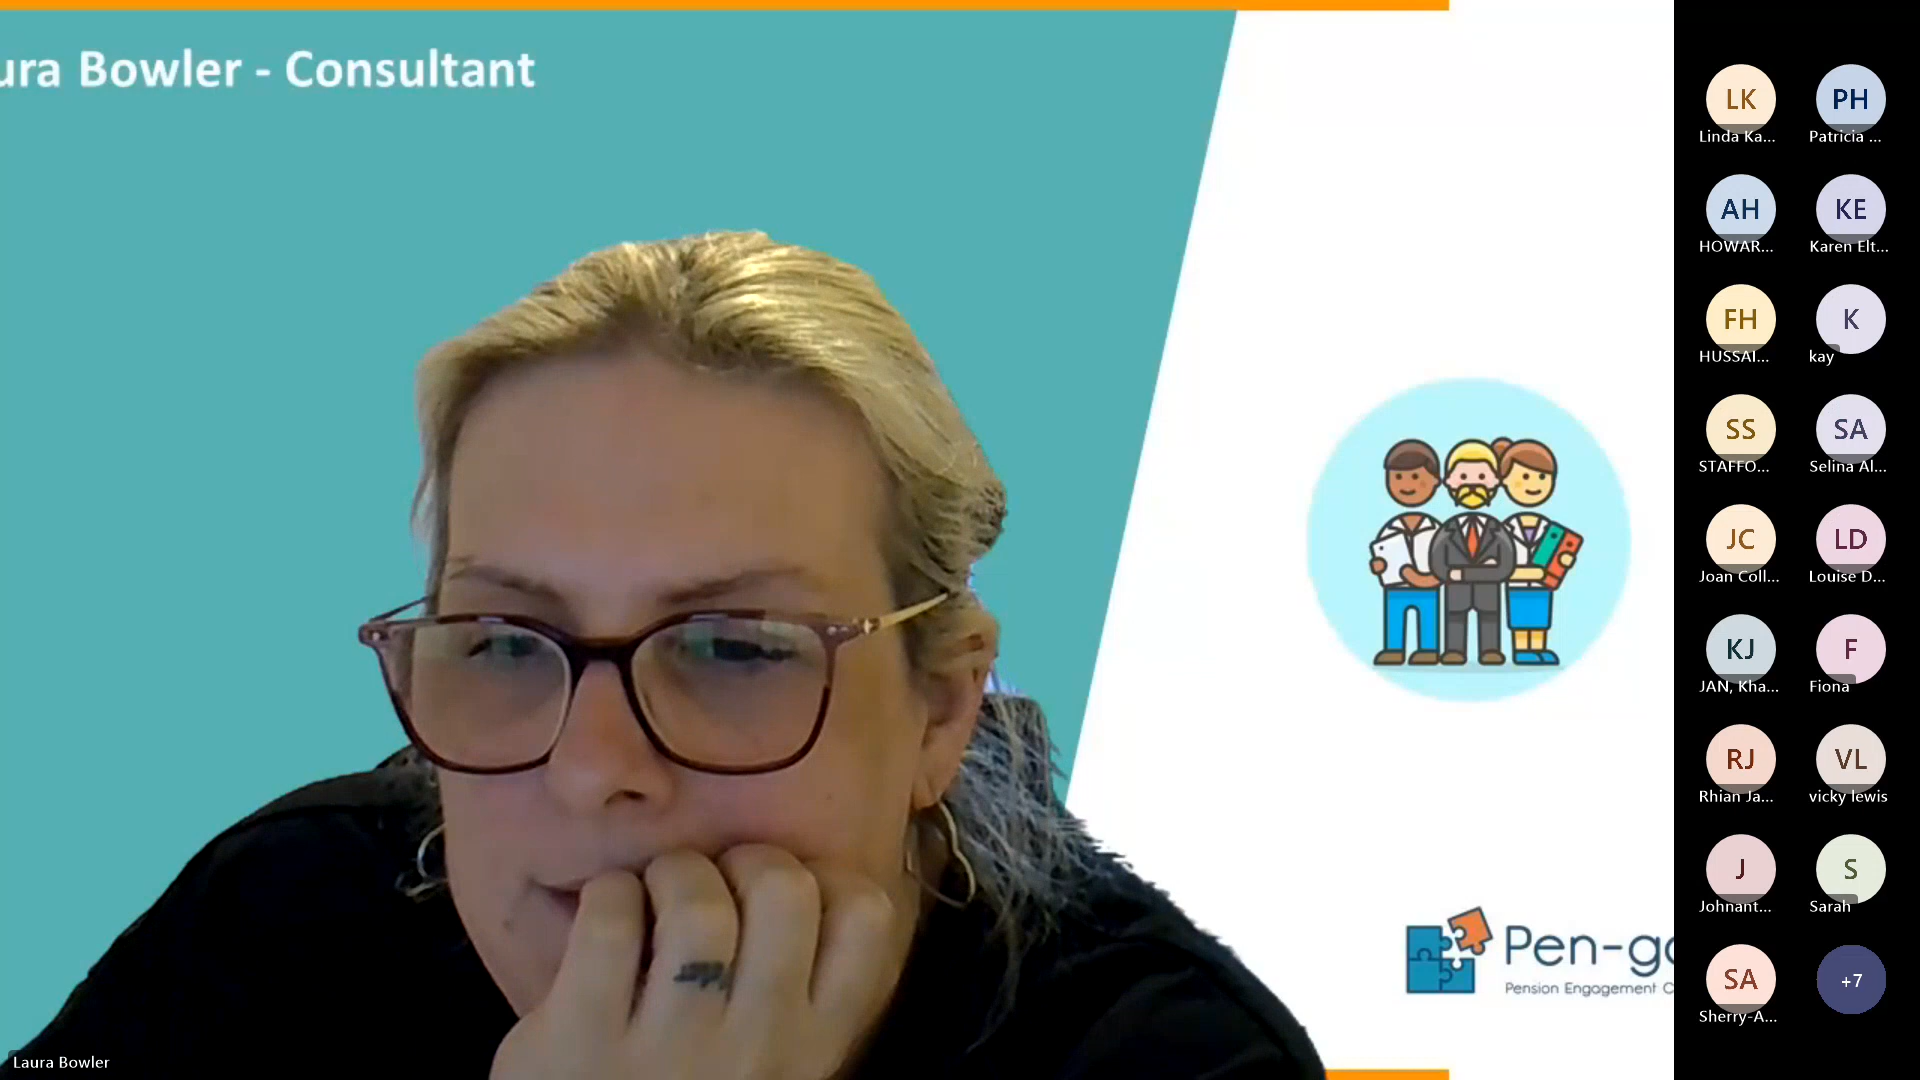 ura Bowler - Consultant
LK
Linda Ka...
PH
Patricia ...
AH
HOWAR...
KE
Karen Elt...
FH
HUSSAI...
K
kay
SS
STAFFO...
SA
Selina Al...
JC
Joan Coll...
LD
Louise D...
KJ
JAN, Kha...
F
Fiona
RJ
Rhian Ja...
VL
vicky lewis
J
Johnant...
S
Sarah
SA
Sherry-A...
+7
Pen-go
Pension Engagement C
Laura Bowler